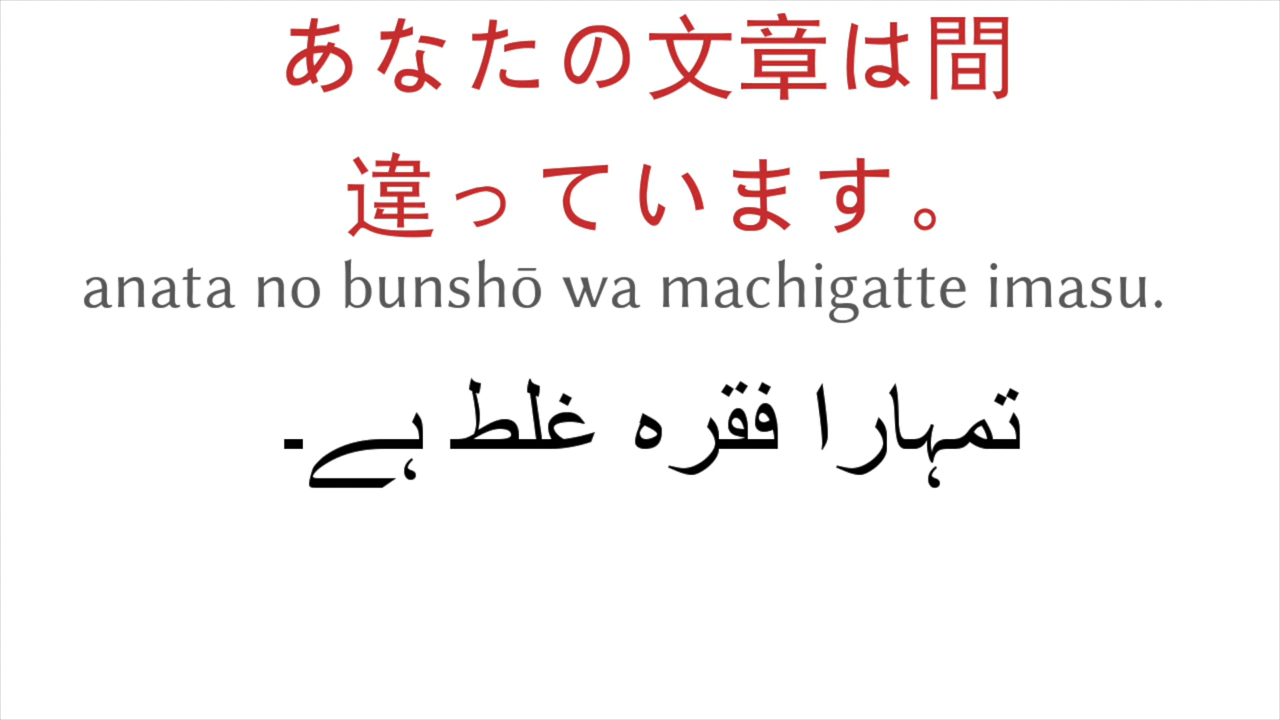 あなたの文章は間
違っています。
anata no bunshō wa machigatte imasu.
تمہارا فقرہ غلط ہے۔